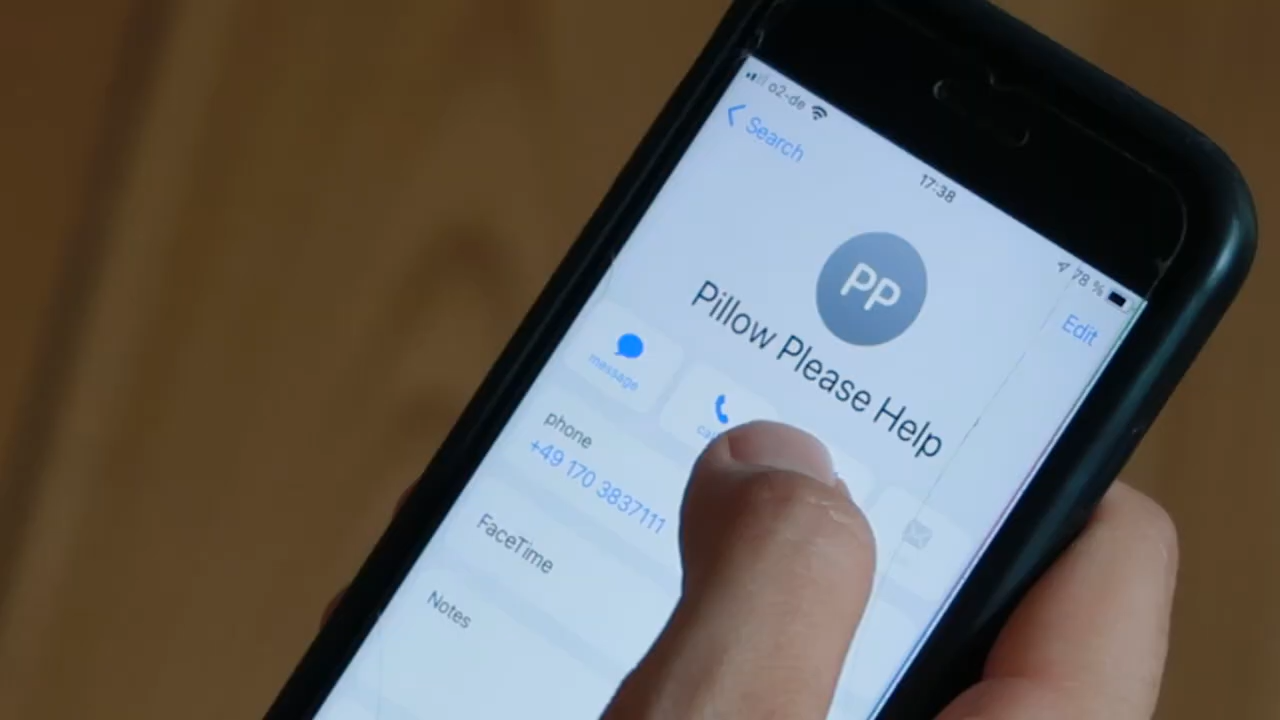 o2-de
17:38
78 %
Search
Edit
PP
Pillow Please Help
message
phone
+49 170 3837111
FaceTime
Notes